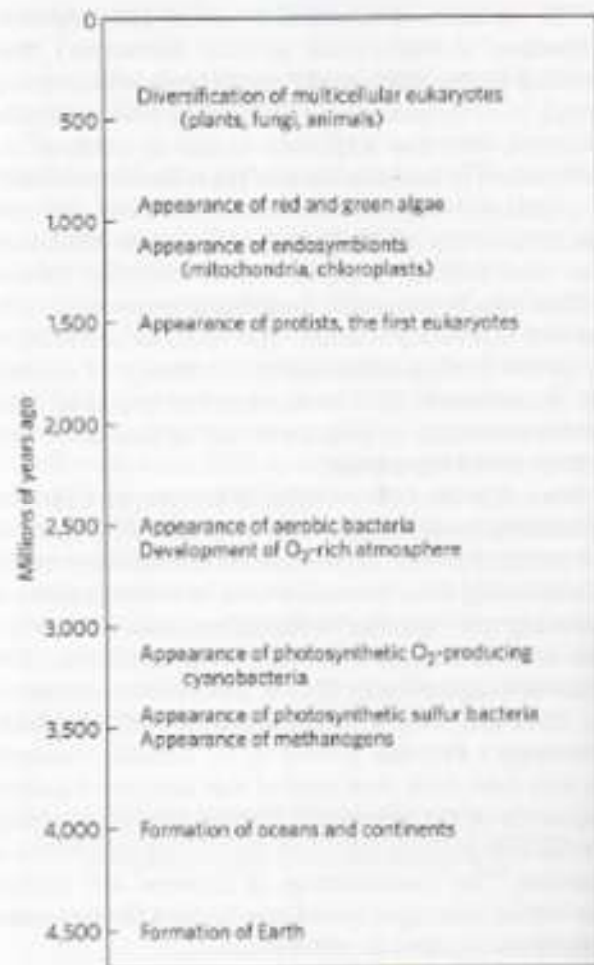 0
Diversification of multicellular eukaryotes
(plants, fungi, animals)
500
Appearance of red and green algae
1,000
Appearance of endosymbionts
(mitochondria, chloroplasts)
1,500
Appearance of protists, the first eukaryotes
2,000
Millions of years ago
2,500
Appearance of aerobic bacteria
Development of O₂-rich atmosphere
3,000
Appearance of photosynthetic O₂-producing
cyanobacteria
Appearance of photosynthetic sulfur bacteria
3,500
Appearance of methanogens
4,000
Formation of oceans and continents
4,500
Formation of Earth